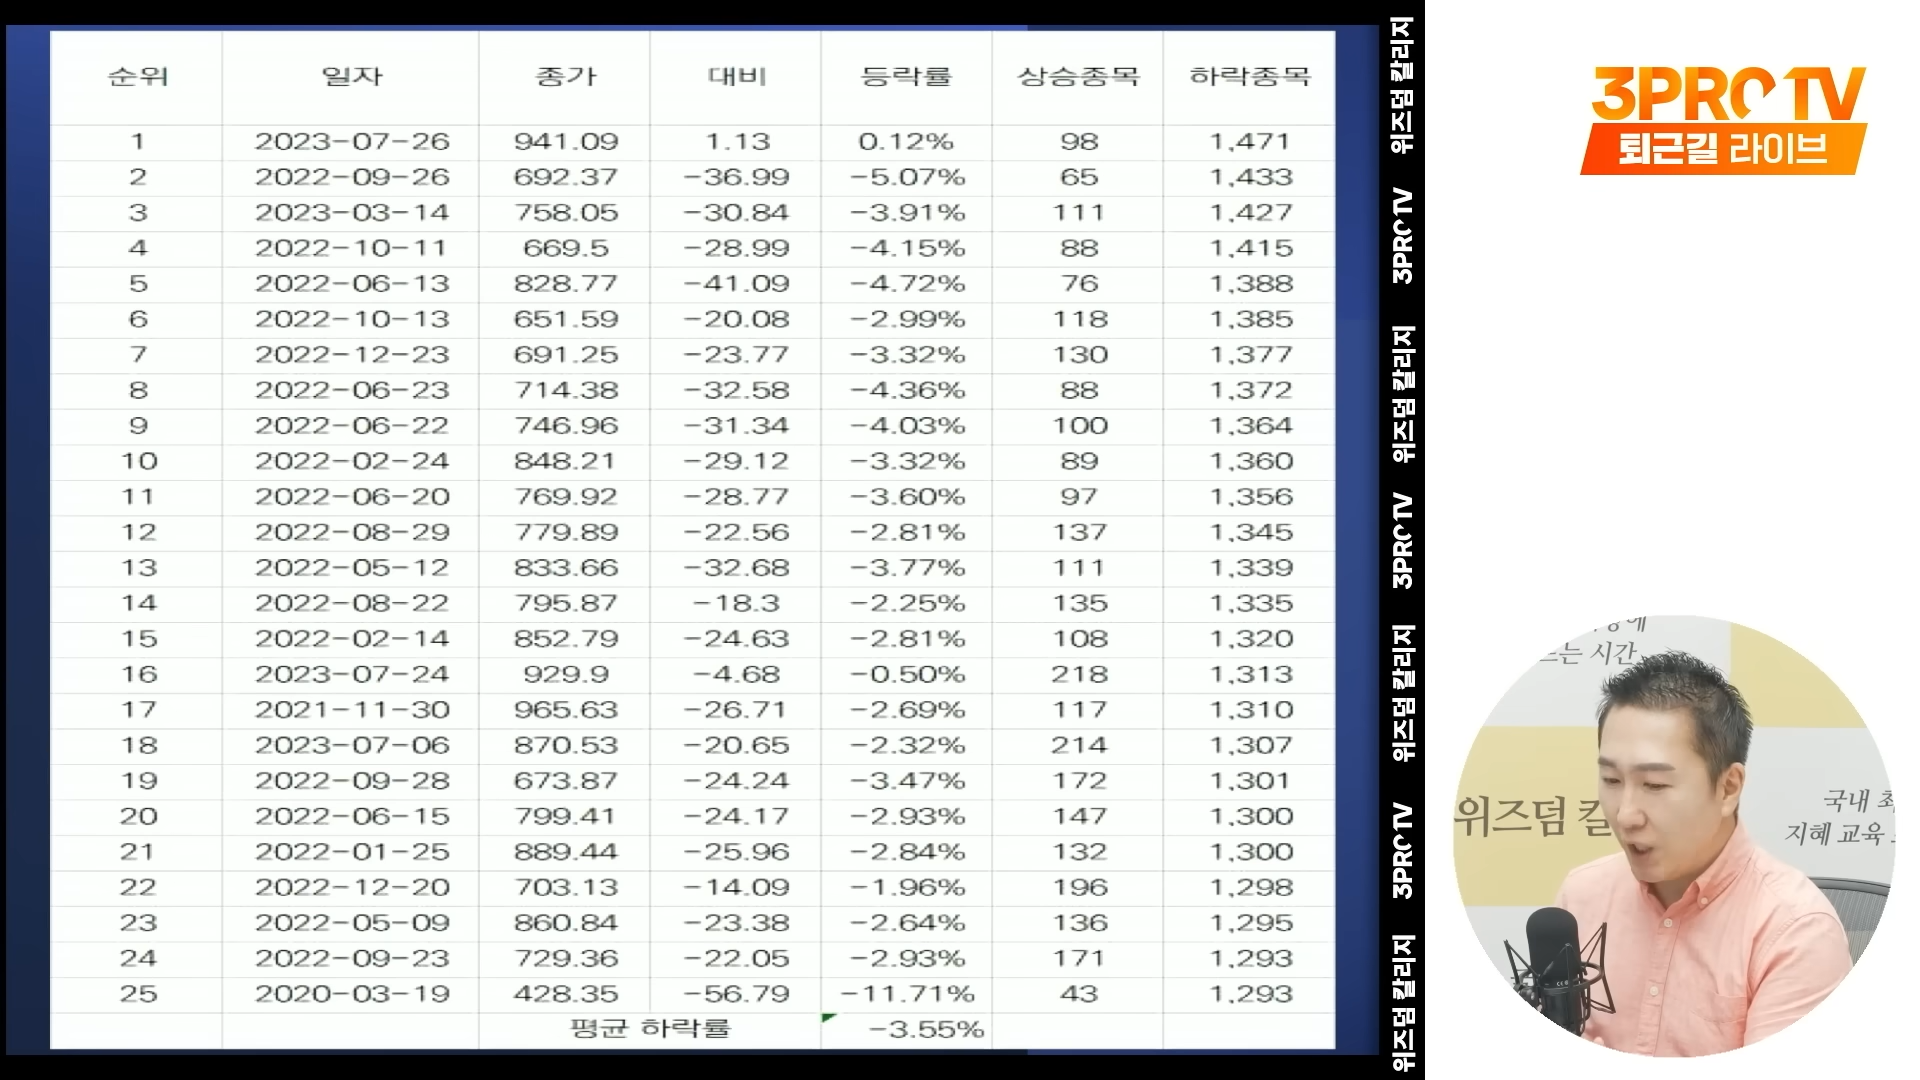 순위 일자 종가 대비 등락률 상승종목 하락종목
1 2023-07-26 941.09 1.13 0.12% 98 1,471
2 2022-09-26 692.37 -36.99 -5.07% 65 1,433
3 2023-03-14 758.05 -30.84 -3.91% 111 1,427
4 2022-10-11 669.5 -28.99 -4.15% 88 1,415
5 2022-06-13 828.77 -41.09 -4.72% 76 1,388
6 2022-10-13 651.59 -20.08 -2.99% 118 1,385
7 2022-12-23 691.25 -23.77 -3.32% 130 1,377
8 2022-06-23 714.38 -32.58 -4.36% 88 1,372
9 2022-06-22 746.96 -31.34 -4.03% 100 1,364
10 2022-02-24 848.21 -29.12 -3.32% 89 1,360
11 2022-06-20 769.92 -28.77 -3.60% 97 1,356
12 2022-08-29 779.89 -22.56 -2.81% 137 1,345
13 2022-05-12 833.66 -32.68 -3.77% 111 1,339
14 2022-08-22 795.87 -18.3 -2.25% 135 1,335
15 2022-02-14 852.79 -24.63 -2.81% 108 1,320
16 2023-07-24 929.9 -4.68 -0.50% 218 1,313
17 2021-11-30 965.63 -26.71 -2.69% 117 1,310
18 2023-07-06 870.53 -20.65 -2.32% 214 1,307
19 2022-09-28 673.87 -24.24 -3.47% 172 1,301
20 2022-06-15 799.41 -24.17 -2.93% 147 1,300
21 2022-01-25 889.44 -25.96 -2.84% 132 1,300
22 2022-12-20 703.13 -14.09 -1.96% 196 1,298
23 2022-05-09 860.84 -23.38 -2.64% 136 1,295
24 2022-09-23 729.36 -22.05 -2.93% 171 1,293
25 2020-03-19 428.35 -56.79 -11.71% 43 1,293
평균 하락률 -3.55%
위즈덤 칼리지 3PROTV 위즈덤 칼리지 3PROTV 위즈덤 칼리지 3PROTV 위즈덤 칼리지
3PROTV
퇴근길 라이브
시간
위즈덤 칼
국내
지혜 교육